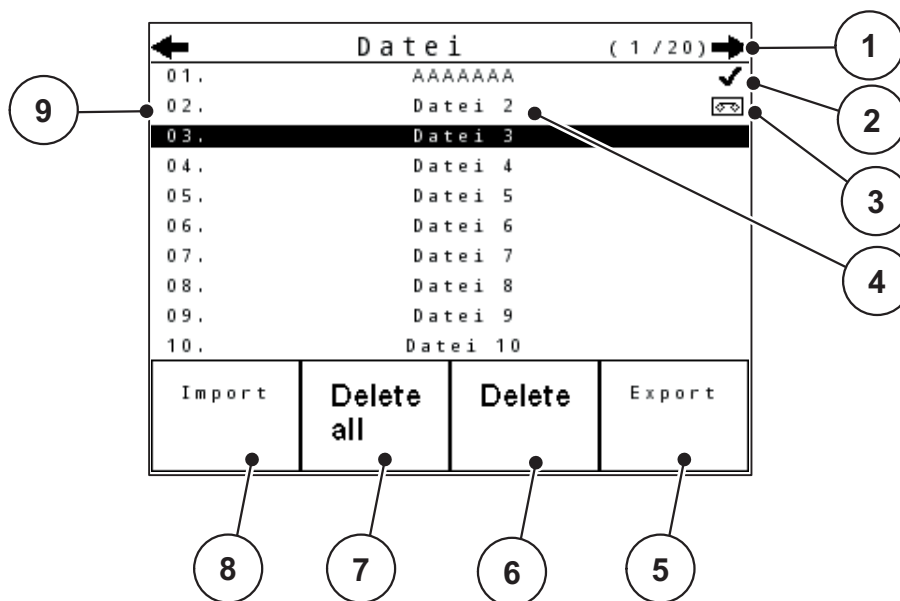 Datei (1/20)
01. AAAAAAA
02. Datei 2
03. Datei 3
04. Datei 4
05. Datei 5
06. Datei 6
07. Datei 7
08. Datei 8
09. Datei 9
10. Datei 10
Import
Delete
all
Delete
Export
1
2
3
4
5
6
7
8
9